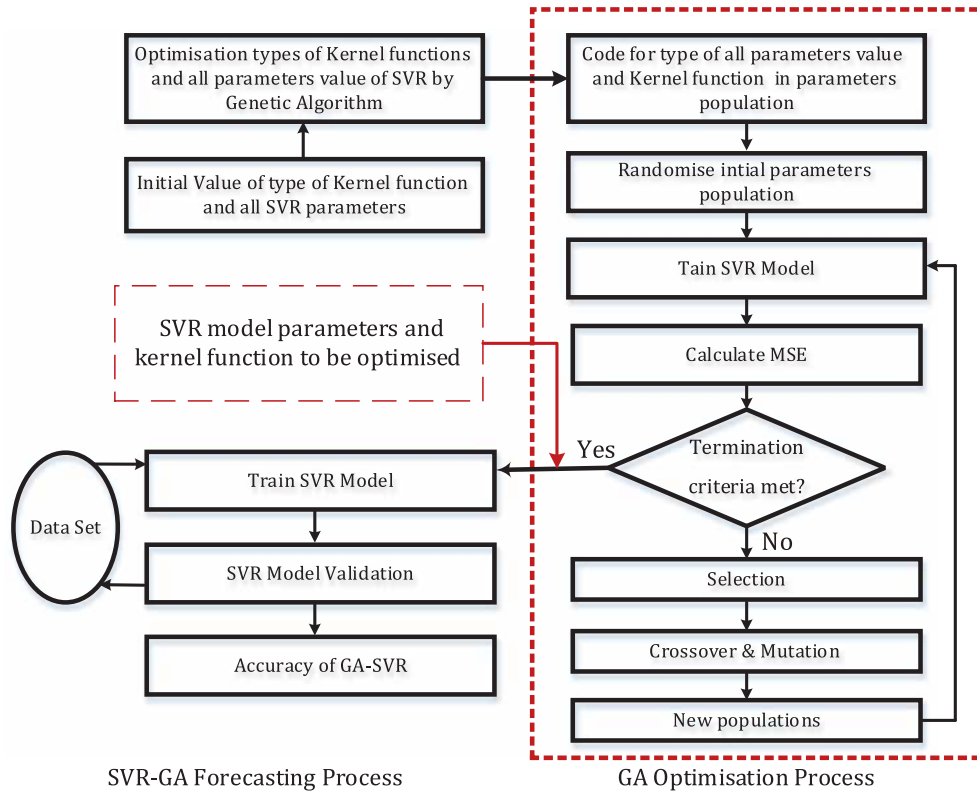 Optimisation types of Kernel functions
and all parameters value of SVR by
Genetic Algorithm
Initial Value of type of Kernel function
and all SVR parameters
SVR model parameters and
kernel function to be optimised
Data Set
Train SVR Model
SVR Model Validation
Accuracy of GA-SVR
SVR-GA Forecasting Process
Code for type of all parameters value
and Kernel function in parameters
population
Randomise intial parameters
population
Tain SVR Model
Calculate MSE
Termination
criteria met?
Yes
No
Selection
Crossover & Mutation
New populations
GA Optimisation Process